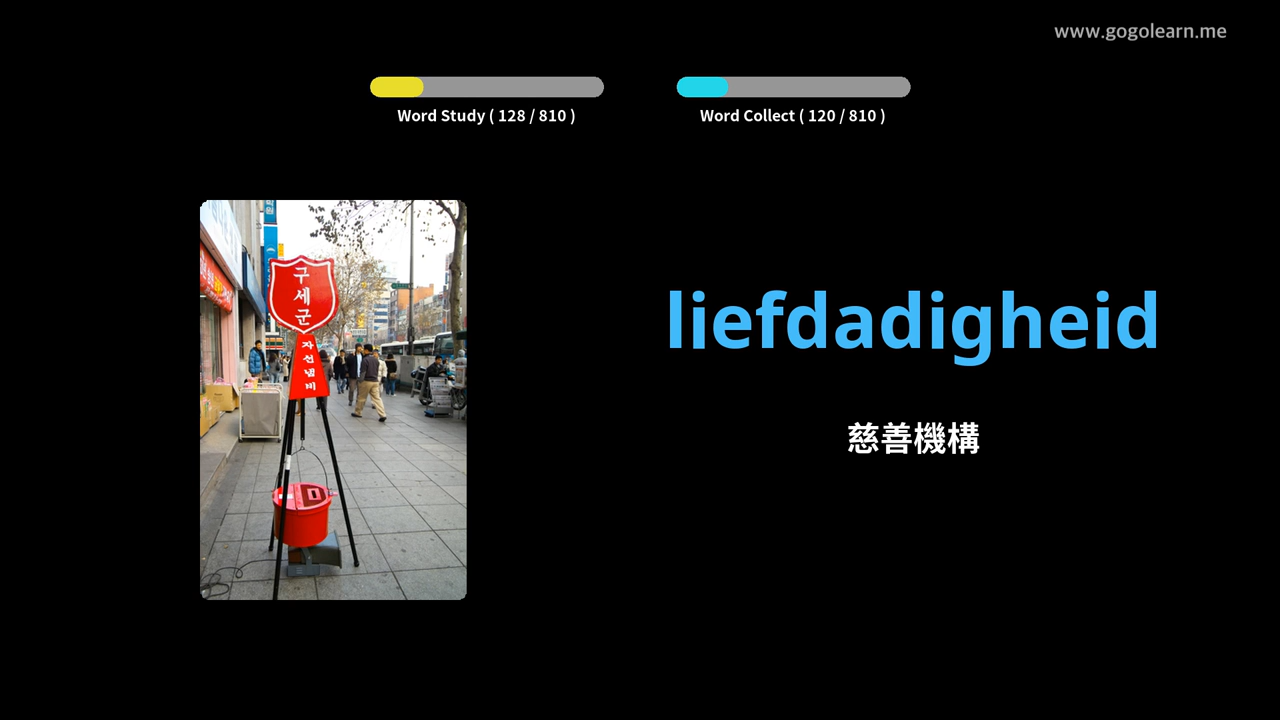 www.gogolearn.me
Word Study ( 128 / 810 )
Word Collect ( 120 / 810 )
구
세
군
자
선
냄
비
liefdadigheid
慈善機構